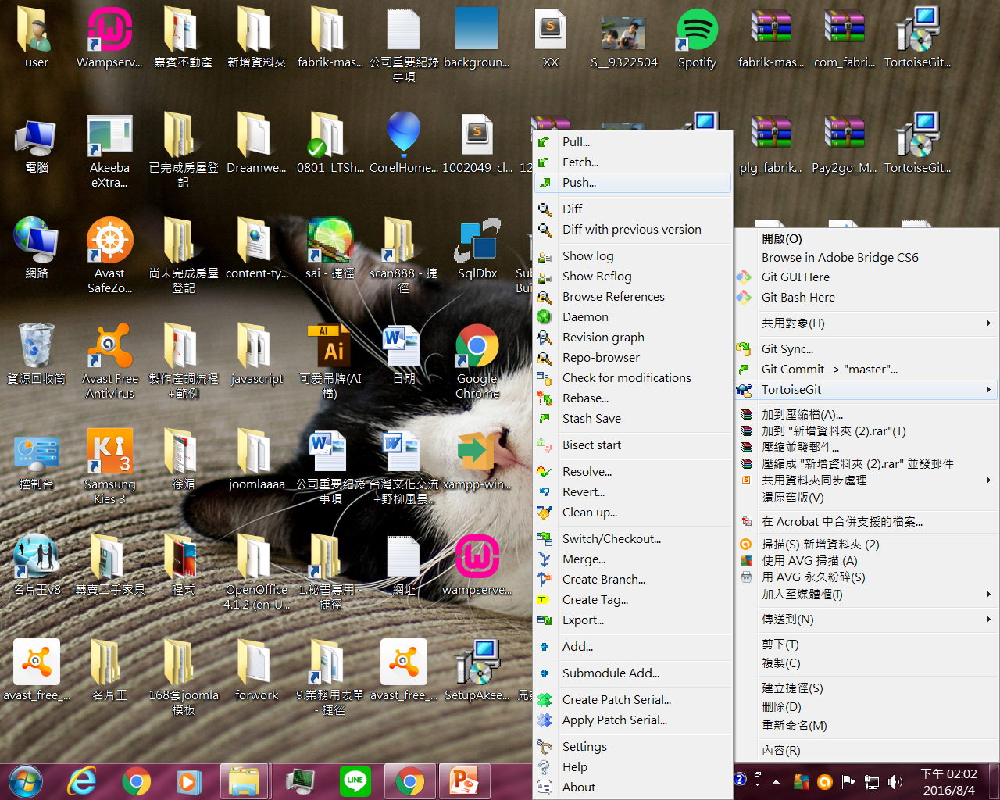 user
Wampserv...
嘉賓不動產
新增資料夾
fabrik-mas...
公司重要紀錄
事項
backgroun...
XX
S__9322504
Spotify
fabrik-mas...
com_fabri...
TortoiseGit...
電腦
Akeeba
eXtra...
已完成房屋登
記
Dreamwe...
0801_LTSh...
CorelHome...
1002049_cl...
12
plg_fabrik...
Pay2go_M...
TortoiseGit...
網路
Avast
SafeZo...
尚未完成房屋
登記
content-ty...
sai - 捷徑
scan888 - 捷
徑
SqlDbx
Sub
Bui
資源回收筒
Avast Free
Antivirus
製作產調流程
+範例
javascript
AI
Ai
可爱吊牌(AI
檔)
日期
Google
Chrome
控制台
Ki
3
Samsung
Kies 3
徐湄
joomlaaaa
公司重要紀錄
事項
台灣文化交流
+野柳風景...
xampp-win...
名片王v8
轉賣二手家具
程式
OpenOffice
4.1.2 (en-U...
1.秘書專用 -
捷徑
網址
wampserve...
avast_free_...
名片王
168套joomla
模板
forwork
9.業務用表單
- 捷徑
avast_free_...
SetupAkee...
Pull...
Fetch...
Push...
Diff
Diff with previous version
Show log
Show Reflog
Browse References
Daemon
Revision graph
Repo-browser
Check for modifications
Rebase...
Stash Save
Bisect start
Resolve...
Revert...
Clean up...
Switch/Checkout...
Merge...
Create Branch...
Create Tag...
Export...
Add...
Submodule Add...
Create Patch Serial...
Apply Patch Serial...
Settings
Help
About
開啟(O)
Browse in Adobe Bridge CS6
Git GUI Here
Git Bash Here
共用對象(H)
Git Sync...
Git Commit -> "master"...
TortoiseGit
加到壓縮檔(A)...
加到 "新增資料夾 (2).rar"(T)
壓縮並發郵件...
壓縮成 "新增資料夾 (2).rar" 並發郵件
共用資料夾同步處理
還原舊版(V)
在 Acrobat 中合併支援的檔案...
掃描(S) 新增資料夾 (2)
使用 AVG 掃描 (A)
用 AVG 永久粉碎(S)
加入至媒體櫃(I)
傳送到(N)
剪下(T)
複製(C)
建立捷徑(S)
刪除(D)
重新命名(M)
內容(R)
LINE
下午 02:02
2016/8/4